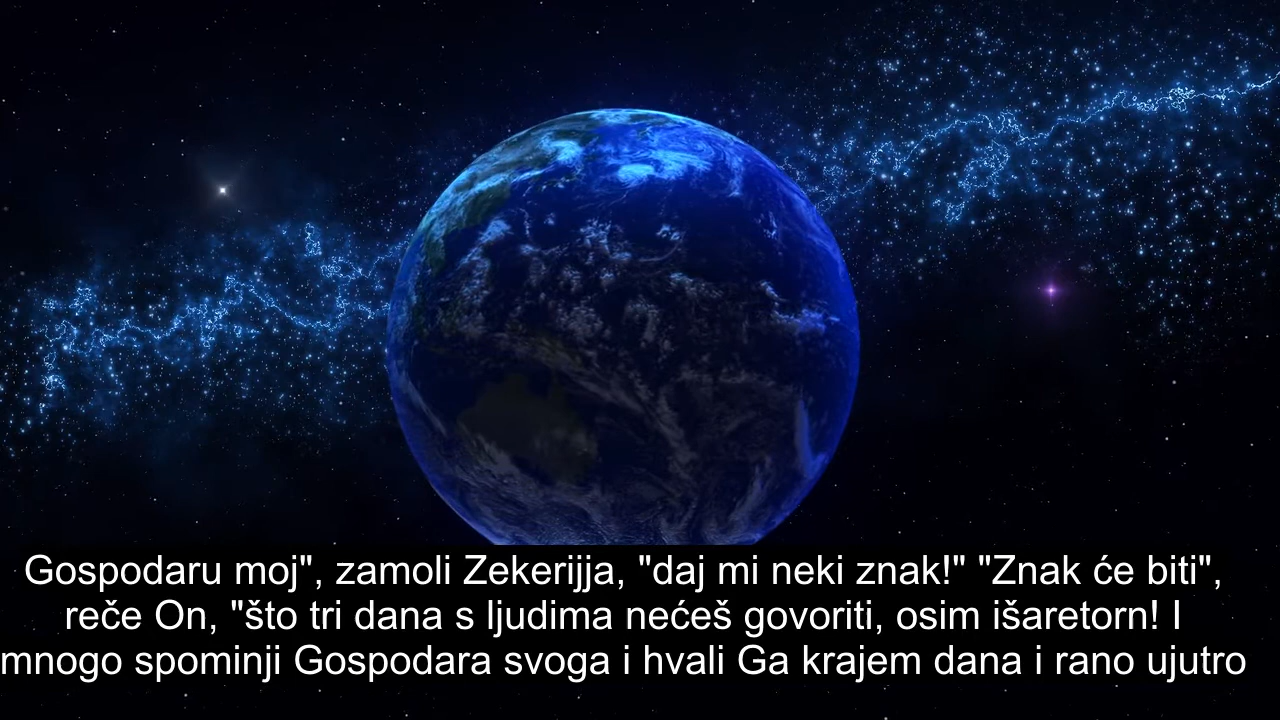 Gospodaru moj", zamoli Zekerijja, "daj mi neki znak!" "Znak će biti",
reče On, "što tri dana s ljudima nećeš govoriti, osim išaretorn! I
mnogo spominji Gospodara svoga i hvali Ga krajem dana i rano ujutro